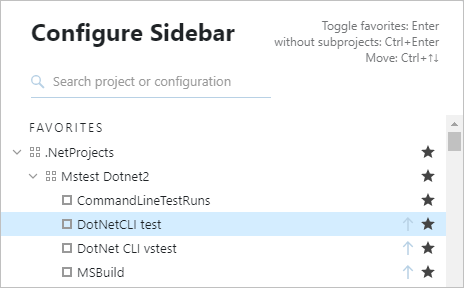 Configure Sidebar
Toggle favorites: Enter
without subprojects: Ctrl+Enter
Move: Ctrl+↑↓
Search project or configuration
FAVORITES
.NetProjects
Mstest Dotnet2
CommandLineTestRuns
DotNetCLI test
DotNet CLI vstest
MSBuild